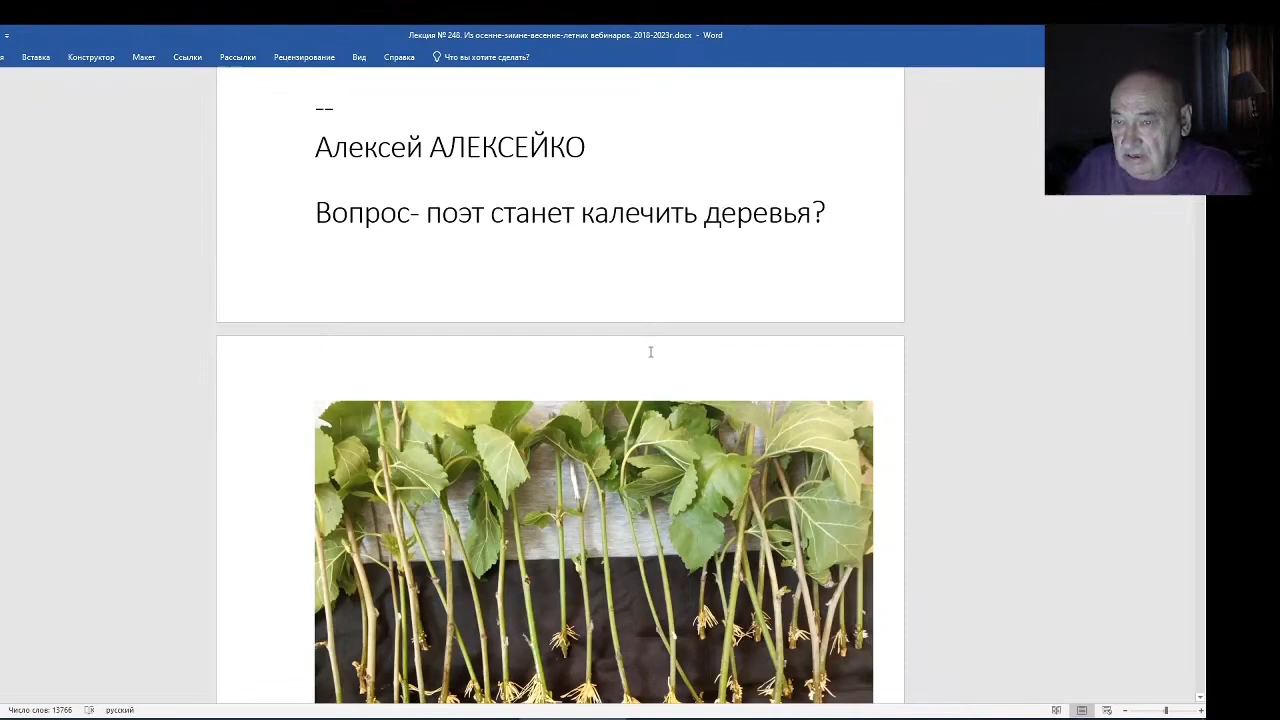 Лекция № 248. Из осенне-зимне-весенне-летних вебинаров. 2018-2023г.docx - Word
я Вставка Конструктор Макет Ссылки Рассылки Рецензирование Вид Справка Что вы хотите сделать?
--
Алексей АЛЕКСЕЙКО
Вопрос- поэт станет калечить деревья?
Число слов: 13766 русский